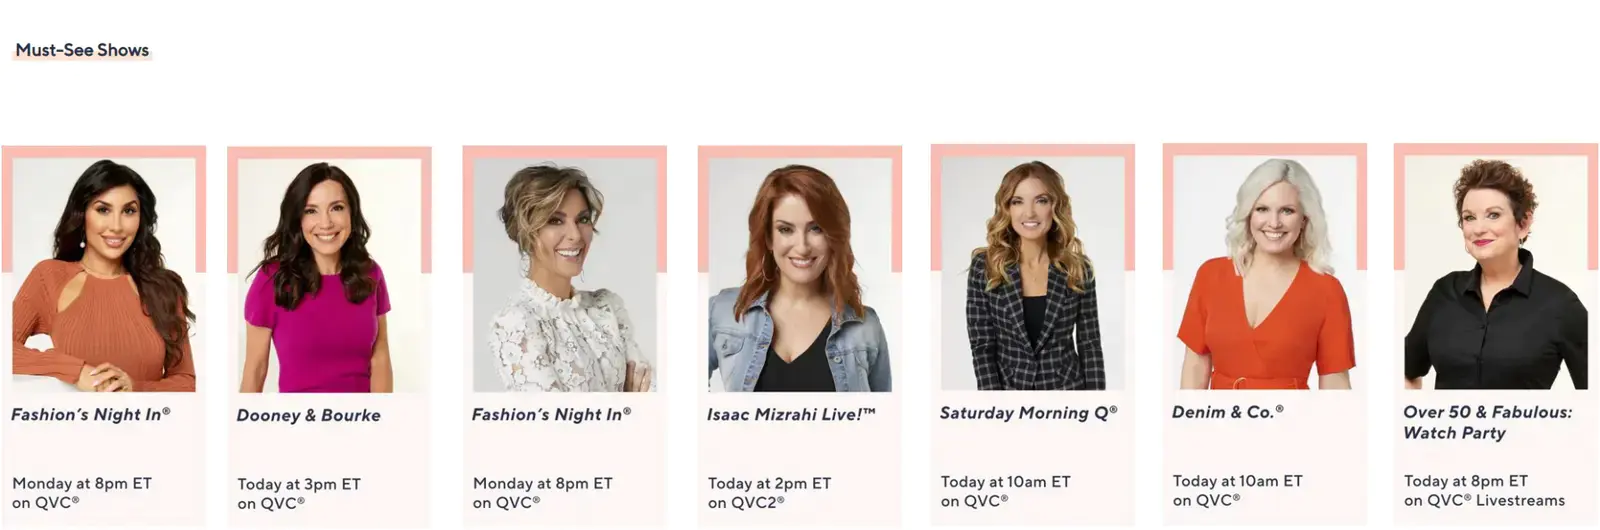 Must-See Shows
Fashion's Night In®
Monday at 8pm ET
on QVC®
Dooney & Bourke
Today at 3pm ET
on QVC®
Fashion's Night In®
Monday at 8pm ET
on QVC®
Isaac Mizrahi Live!™
Today at 2pm ET
on QVC2®
Saturday Morning Q®
Today at 10am ET
on QVC®
Denim & Co.®
Today at 10am ET
on QVC®
Over 50 & Fabulous:
Watch Party
Today at 8pm ET
on QVC® Livestreams